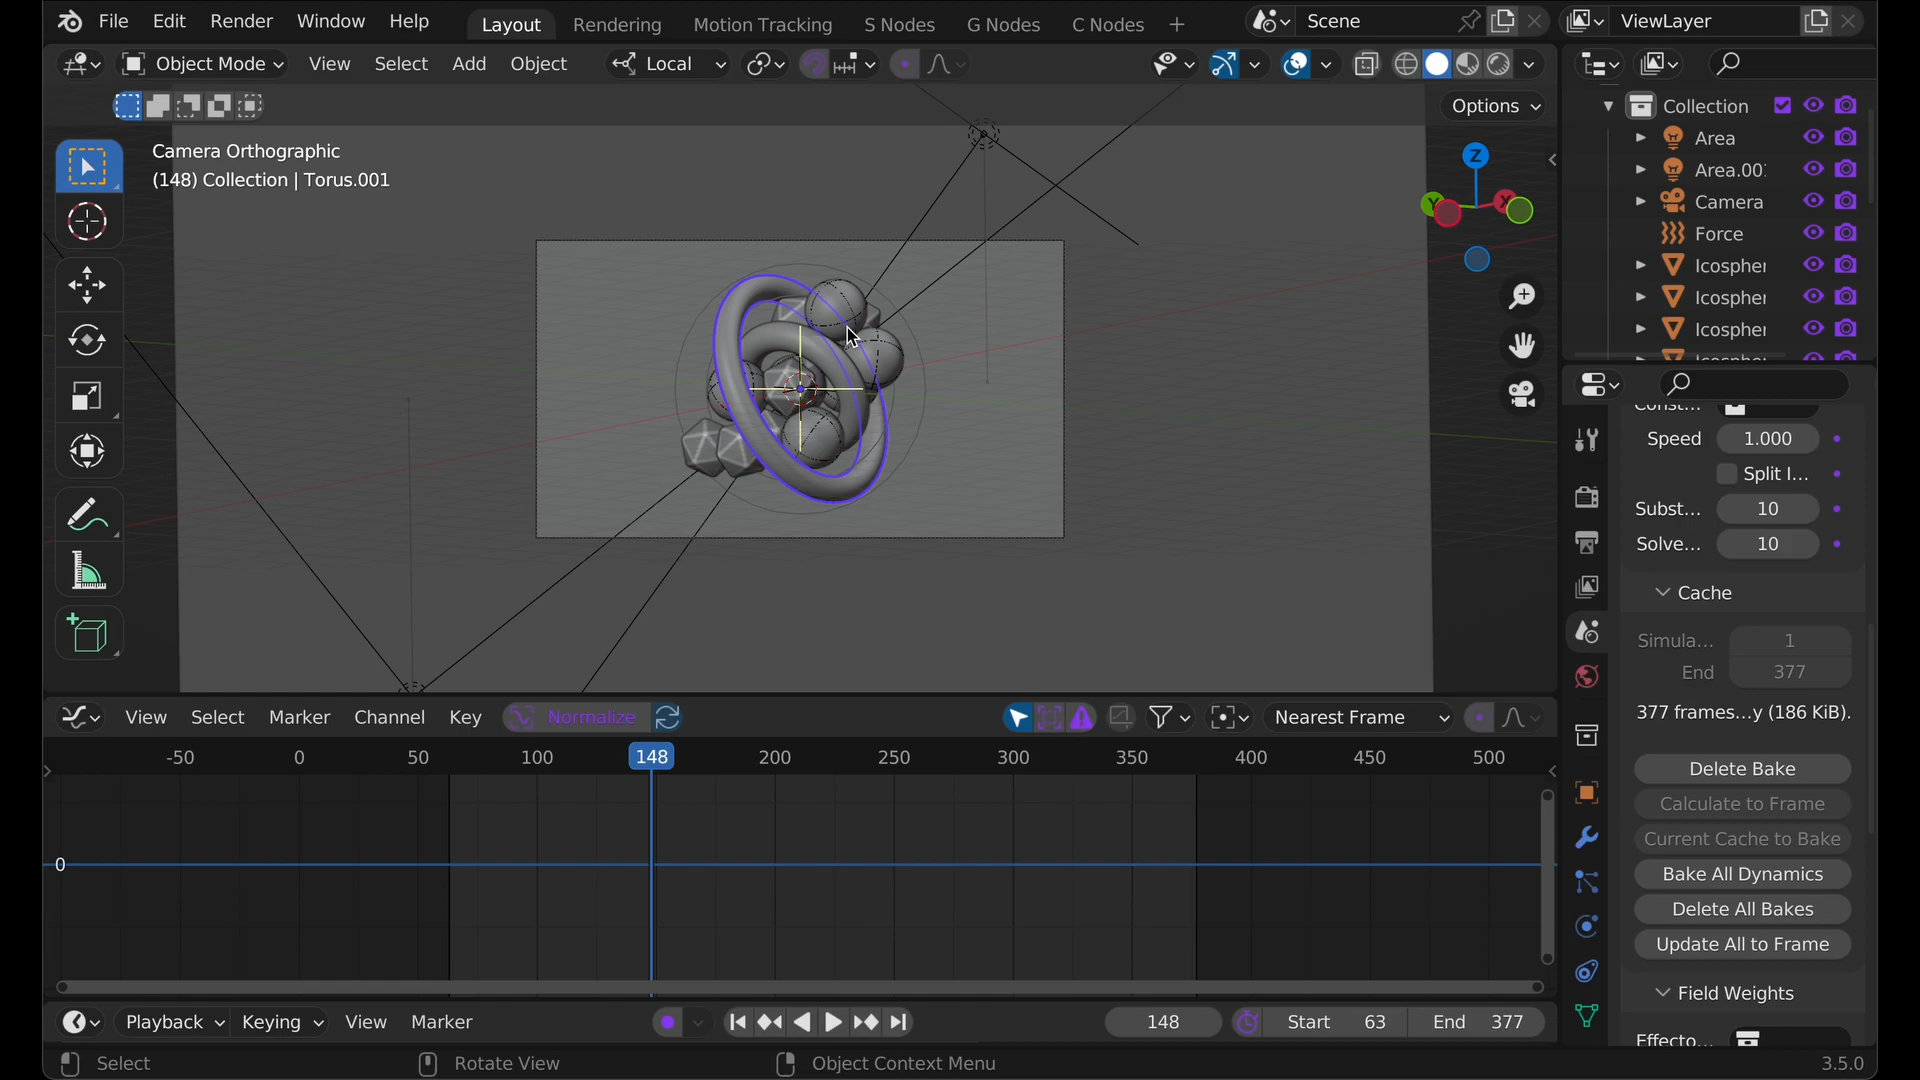 File Edit Render Window Help Layout Rendering Motion Tracking S Nodes G Nodes C Nodes Scene ViewLayer
Object Mode View Select Add Object Local
Options
Camera Orthographic
(148) Collection | Torus.001
Z
Y
X
Collection
Area
Area.00
Camera
Force
Icospher
Icospher
Icospher
Speed 1.000
Split I...
Subst... 10
Solve... 10
Cache
Simula... 1
End 377
377 frames...y (186 KiB).
Delete Bake
Calculate to Frame
Current Cache to Bake
Bake All Dynamics
Delete All Bakes
Update All to Frame
Field Weights
Effecto...
View Select Marker Channel Key Normalize Nearest Frame
-50 0 50 100 148 200 250 300 350 400 450 500
0
Playback Keying View Marker 148 Start 63 End 377
Select Rotate View Object Context Menu 3.5.0